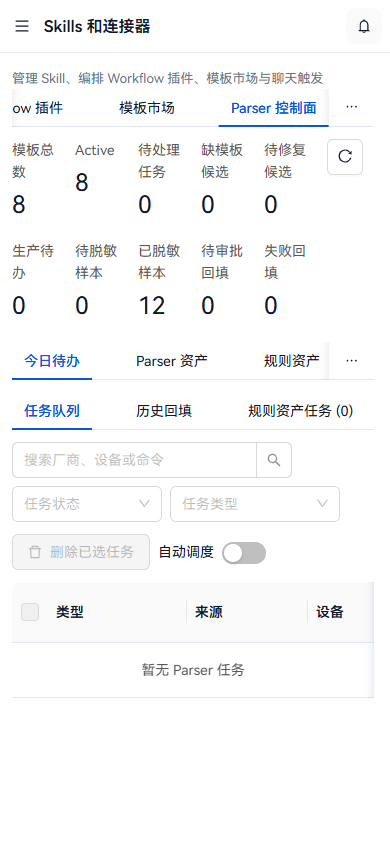 Skills 和连接器
管理 Skill、编排 Workflow 插件、模板市场与聊天触发
ow 插件 模板市场 Parser 控制面 ···
模板总数 Active 待处理任务 缺模板候选 待修复候选
8 8 0 0 0
生产待办 待脱敏样本 已脱敏样本 待审批回填 失败回填
0 0 12 0 0
今日待办 Parser 资产 规则资产 ···
任务队列 历史回填 规则资产任务 (0)
搜索厂商、设备或命令
任务状态 任务类型
删除已选任务 自动调度
类型 来源 设备
暂无 Parser 任务